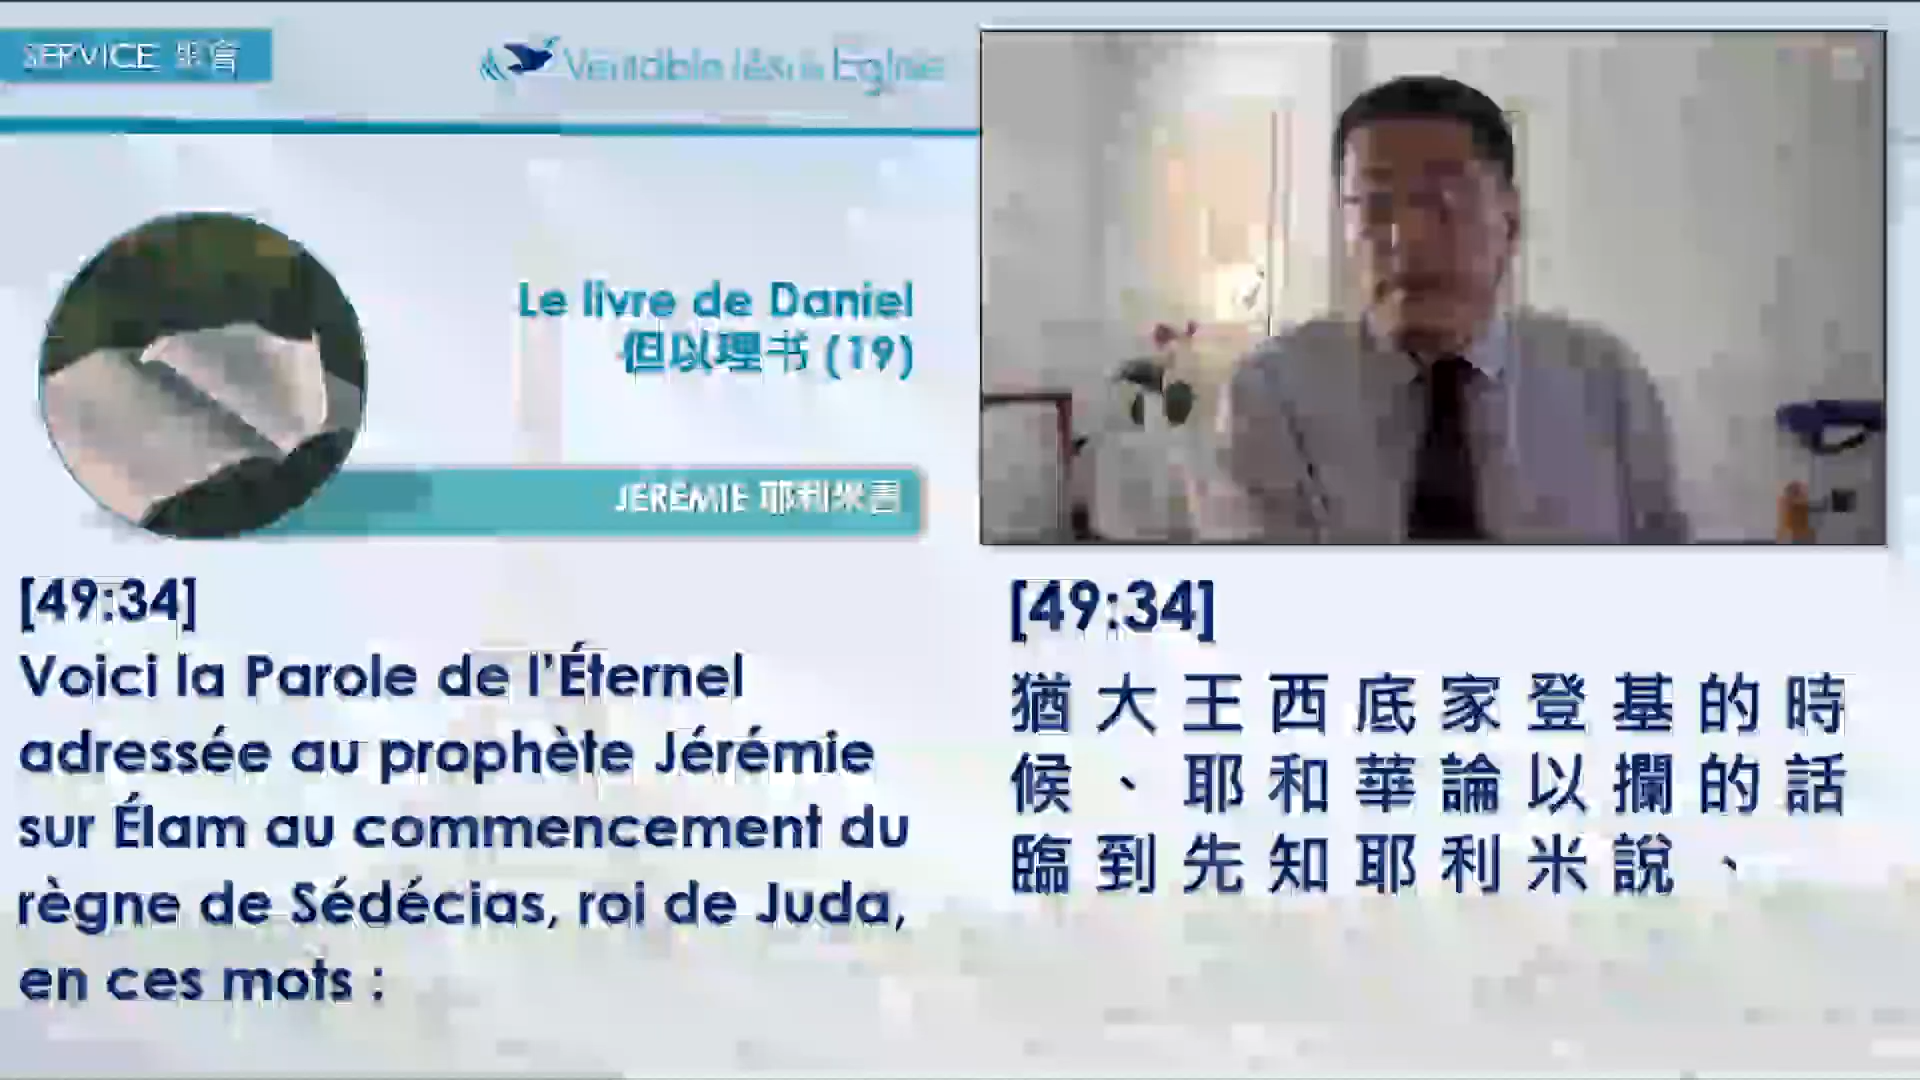 SERVICE 聚會
Véritable Jésus Eglise
Le livre de Daniel
但以理书 (19)
JÉRÉMIE 耶利米書
[49:34]
Voici la Parole de l'Éternel
adressée au prophète Jérémie
sur Élam au commencement du
règne de Sédécias, roi de Juda,
en ces mots :
[49:34]
猶大王西底家登基的時
候、耶和華論以攔的話
臨到先知耶利米說、